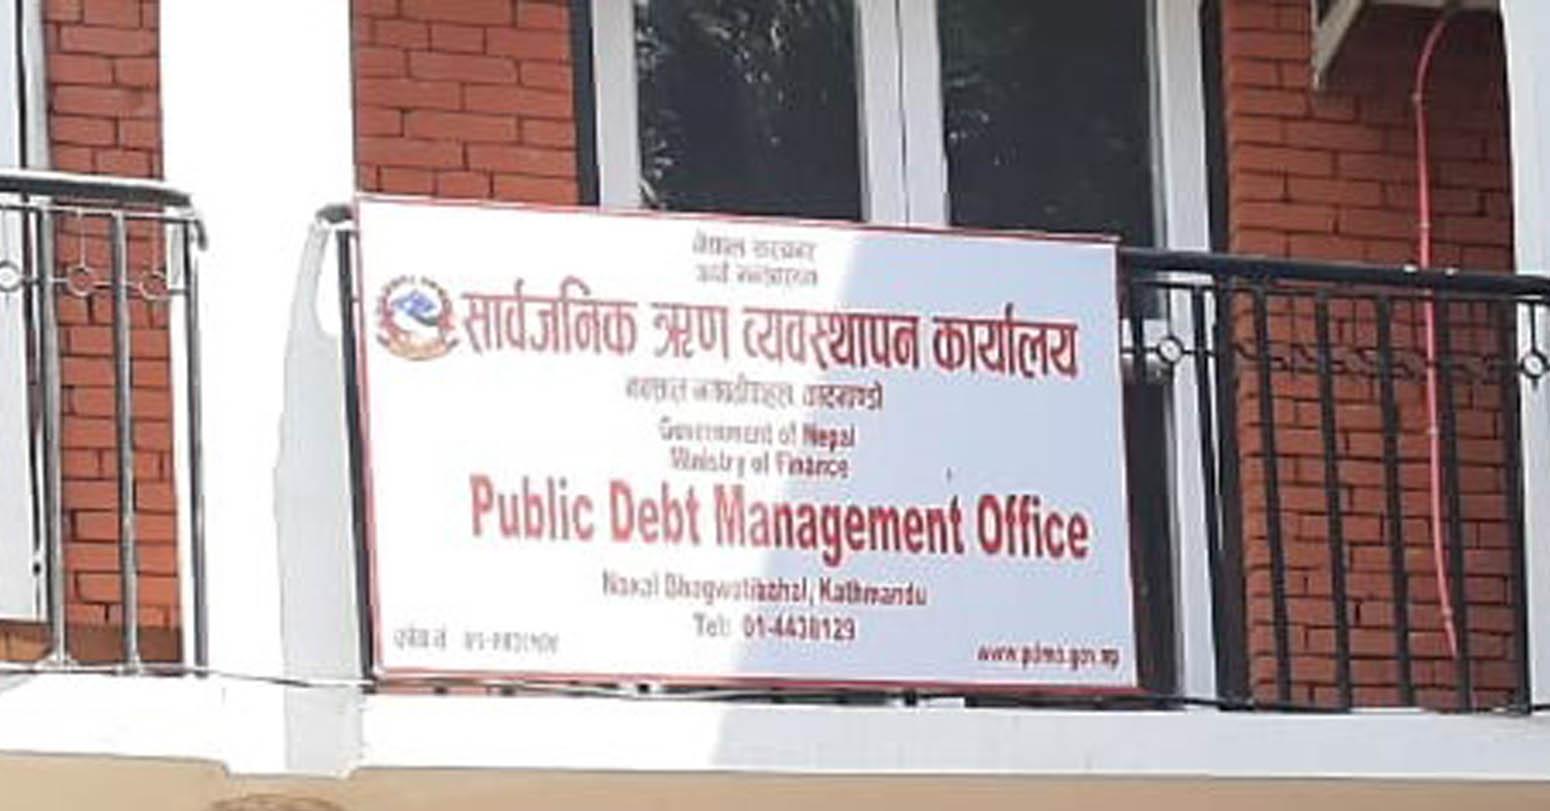 नेपाल सरकार
अर्थ मन्त्रालय
सार्वजनिक ऋण व्यवस्थापन कार्यालय
काठमाण्डौ
Government of Nepal
Ministry of Finance
Public Debt Management Office
Naxal Bhagwatibahal, Kathmandu
Tel: 01-4438129
www.pdmo.gov.np